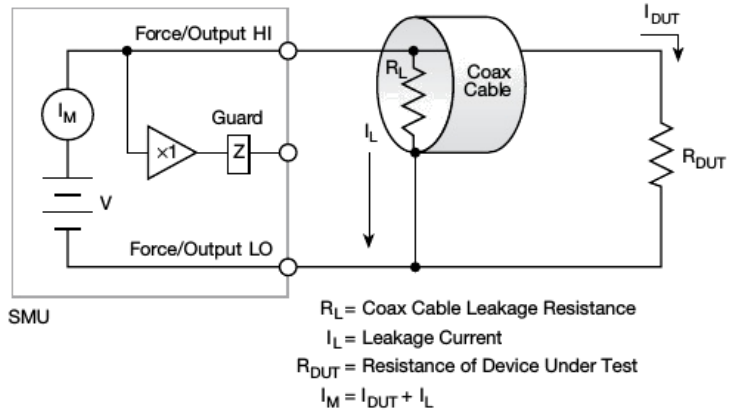 Force/Output HI
I_DUT
R_L
Coax
Cable
I_M
Guard
×1
Z
I_L
R_DUT
V
Force/Output LO
SMU
R_L = Coax Cable Leakage Resistance
I_L = Leakage Current
R_DUT = Resistance of Device Under Test
I_M = I_DUT + I_L